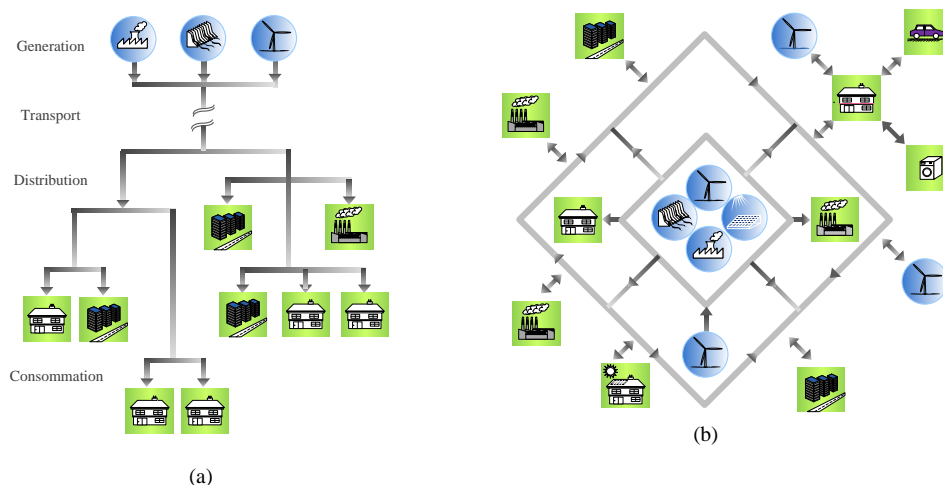 Generation
Transport
Distribution
Consommation
(a)
(b)